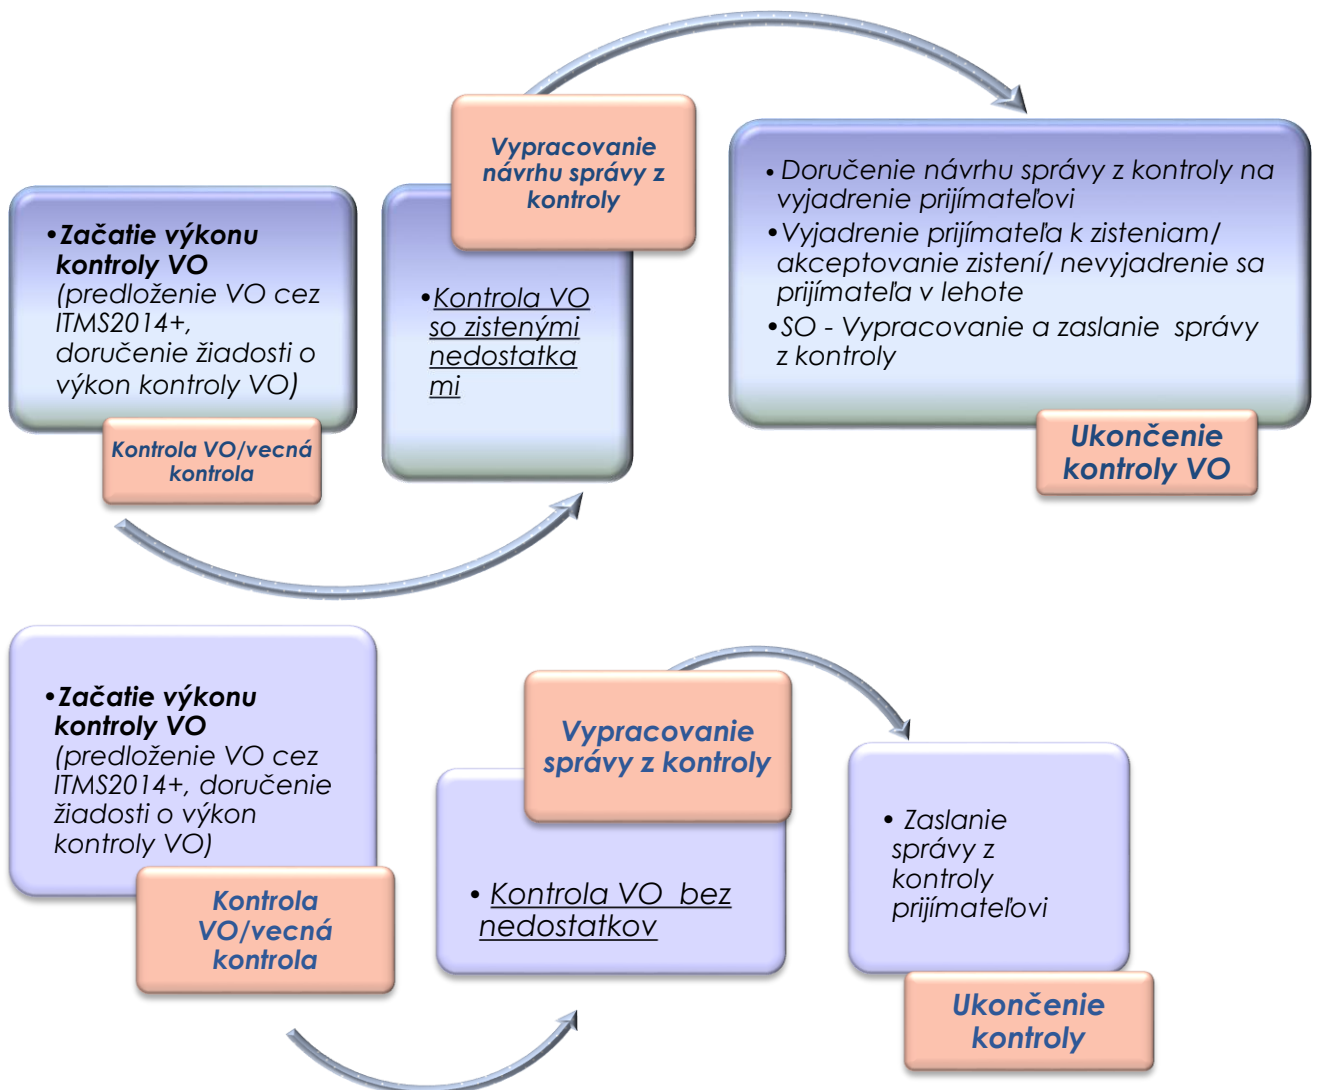 Vypracovanie
návrhu správy z
kontroly
•Začatie výkonu
kontroly VO
(predloženie VO cez
ITMS2014+,
doručenie žiadosti o
výkon kontroly VO)
Kontrola VO/vecná
kontrola
•Kontrola VO
so zistenými
nedostatka
mi
• Doručenie návrhu správy z kontroly na
vyjadrenie prijímateľovi
•Vyjadrenie prijímateľa k zisteniam/
akceptovanie zistení/ nevyjadrenie sa
prijímateľa v lehote
•SO - Vypracovanie a zaslanie správy
z kontroly
Ukončenie
kontroly VO
•Začatie výkonu
kontroly VO
(predloženie VO cez
ITMS2014+, doručenie
žiadosti o výkon
kontroly VO)
Kontrola
VO/vecná
kontrola
Vypracovanie
správy z kontroly
• Kontrola VO bez
nedostatkov
• Zaslanie
správy z
kontroly
prijímateľovi
Ukončenie
kontroly